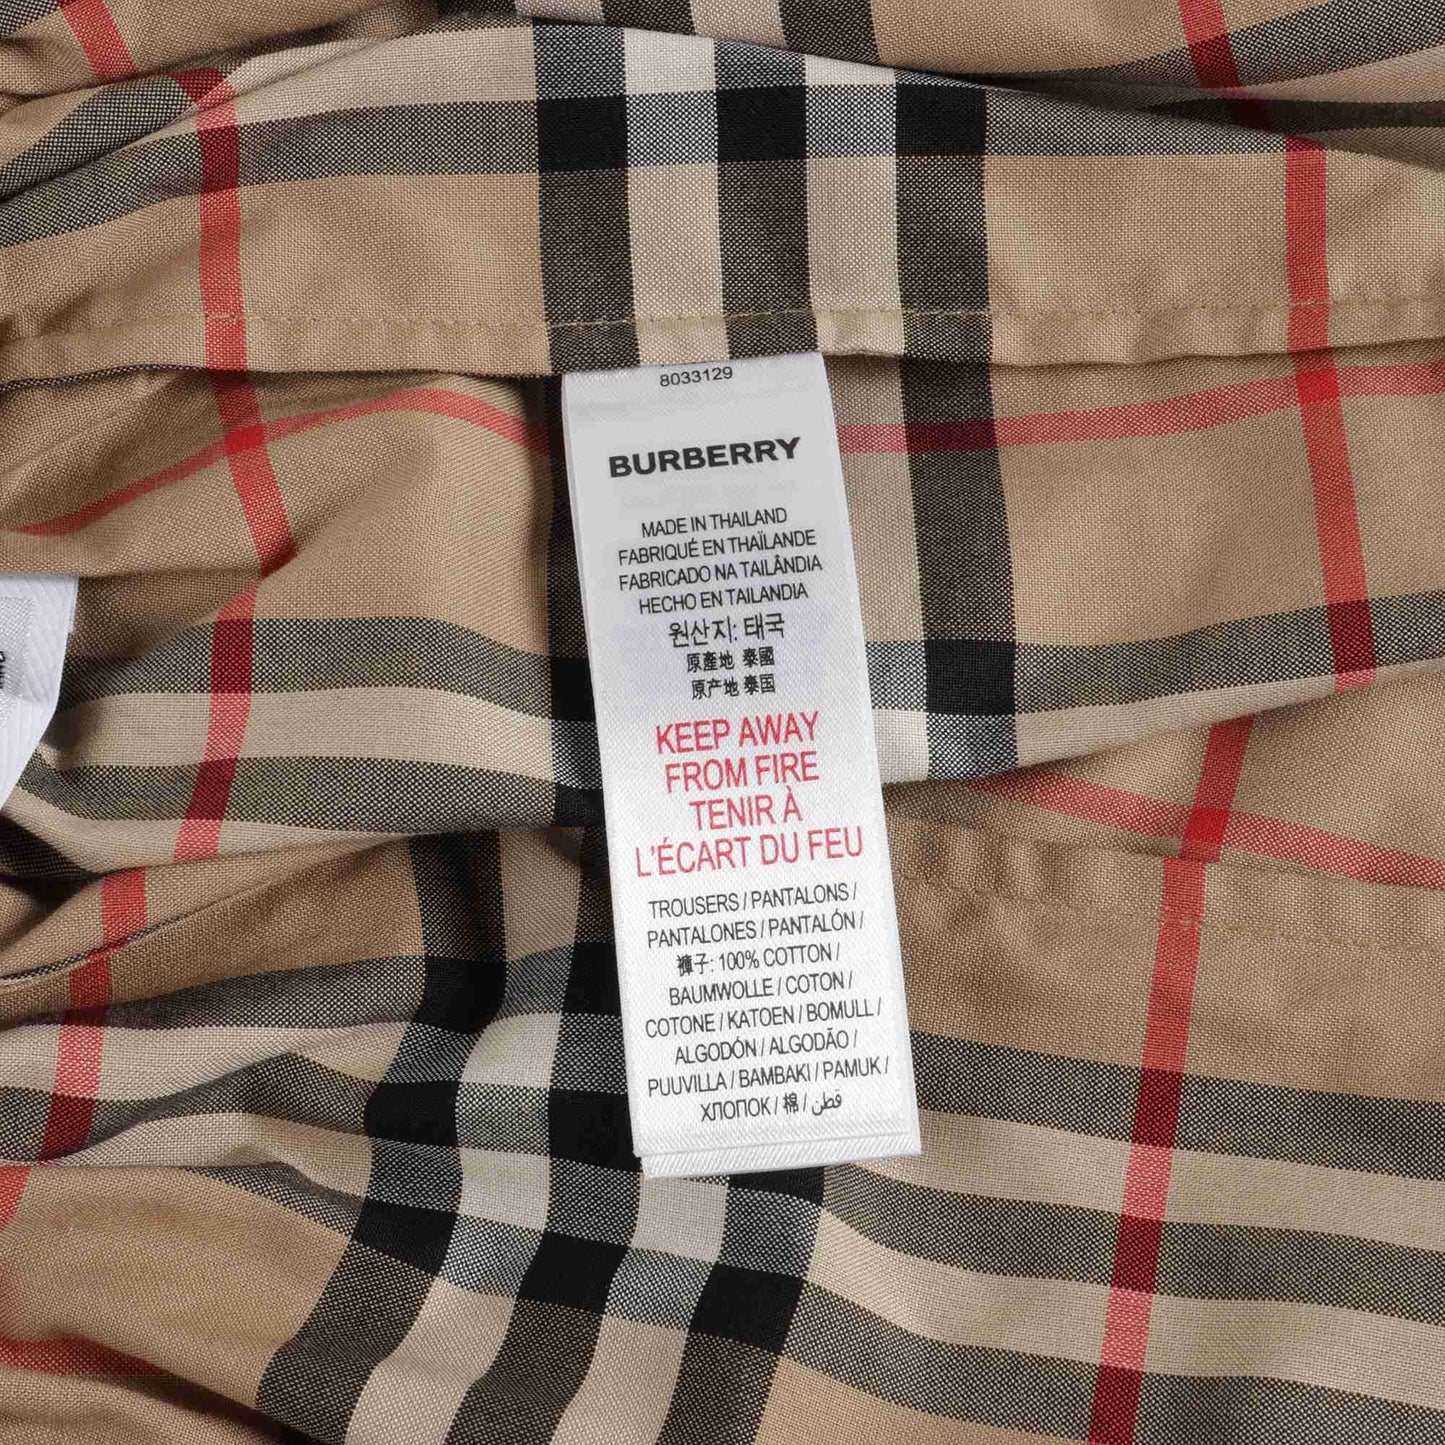 8033129
BURBERRY
MADE IN THAILAND
FABRIQUÉ EN THAÏLANDE
FABRICADO NA TAILÂNDIA
HECHO EN TAILANDIA
원산지: 태국
原產地 泰國
原产地 泰国
KEEP AWAY
FROM FIRE
TENIR À
L'ÉCART DU FEU
TROUSERS / PANTALONS /
PANTALONES / PANTALÓN /
褲子: 100% COTTON /
BAUMWOLLE / COTON /
COTONE / KATOEN / BOMULL /
ALGODÓN / ALGODÃO /
PUUVILLA / BAMBAKI / PAMUK /
ХЛОПОК / 棉 / قطن